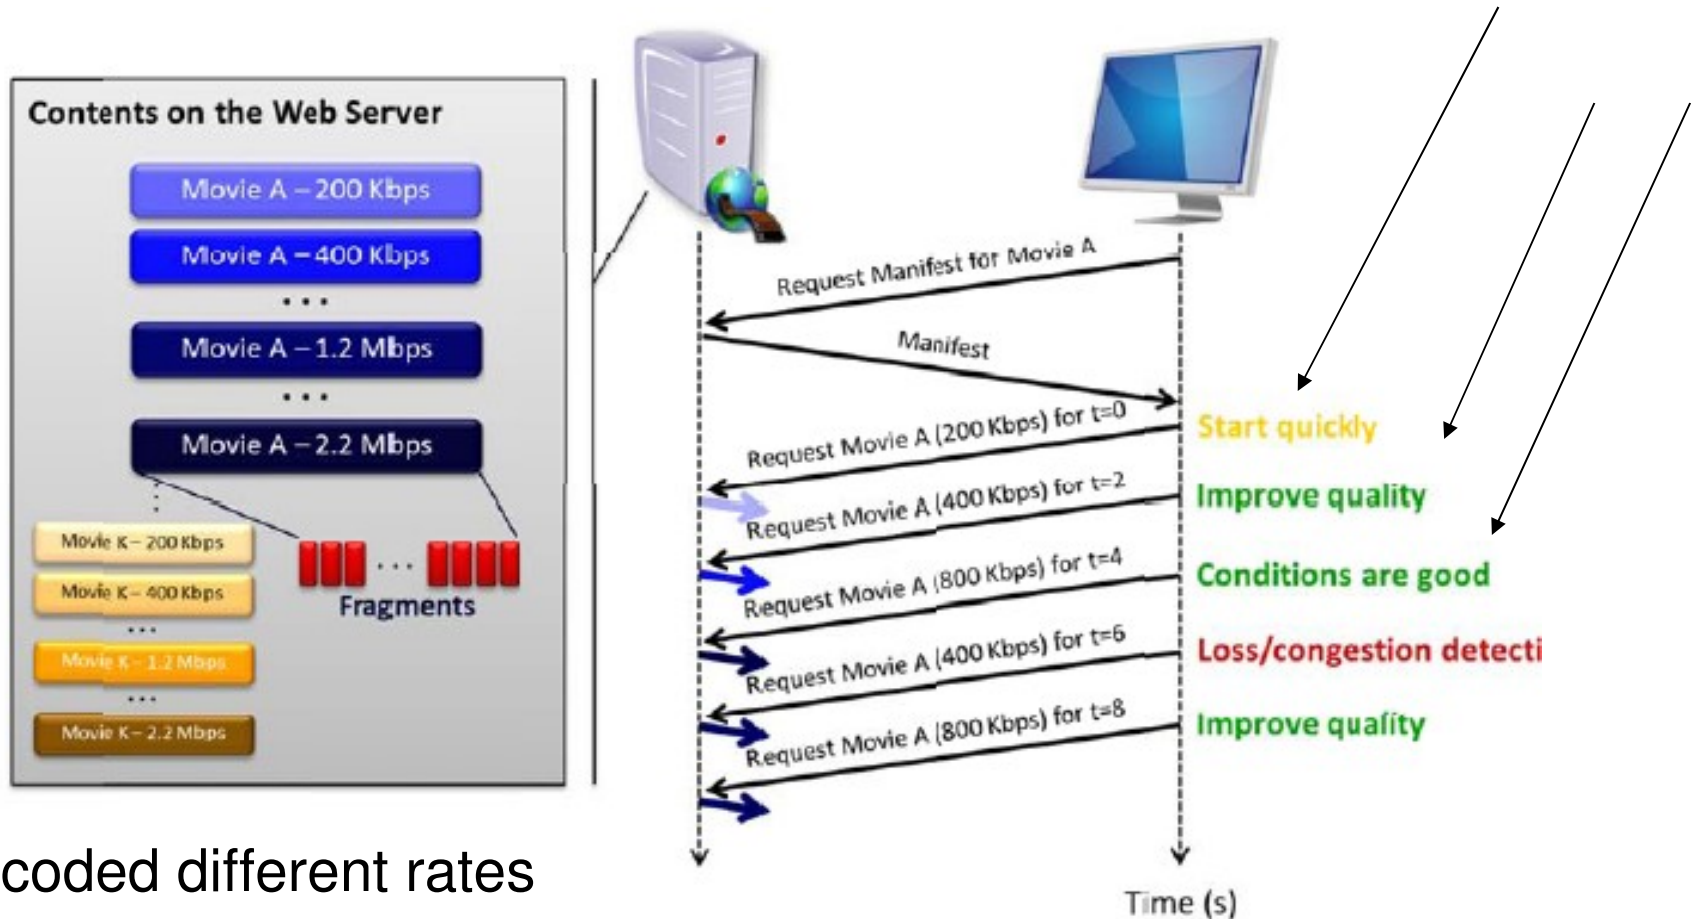 Contents on the Web Server
Movie A – 200 Kbps
Movie A – 400 Kbps
...
Movie A – 1.2 Mbps
...
Movie A – 2.2 Mbps
Movie K – 200 Kbps
Movie K – 400 Kbps
...
Movie K – 1.2 Mbps
...
Movie K – 2.2 Mbps
...
Fragments
Request Manifest for Movie A
Manifest
Request Movie A (200 Kbps) for t=0
Start quickly
Request Movie A (400 Kbps) for t=2
Improve quality
Request Movie A (800 Kbps) for t=4
Conditions are good
Request Movie A (400 Kbps) for t=6
Loss/congestion detecti
Request Movie A (800 Kbps) for t=8
Improve quality
coded different rates
Time (s)